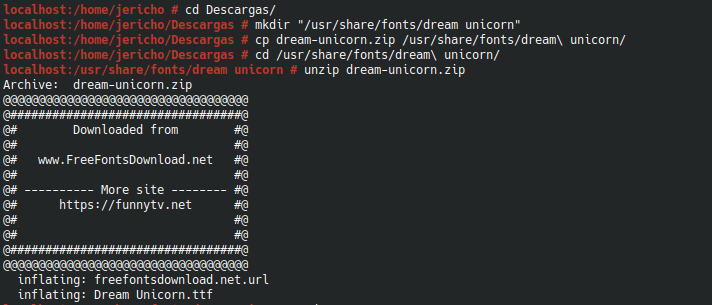 localhost:/home/jericho # cd Descargas/
localhost:/home/jericho/Descargas # mkdir "/usr/share/fonts/dream unicorn"
localhost:/home/jericho/Descargas # cp dream-unicorn.zip /usr/share/fonts/dream\ unicorn/
localhost:/home/jericho/Descargas # cd /usr/share/fonts/dream\ unicorn/
localhost:/usr/share/fonts/dream unicorn # unzip dream-unicorn.zip
Archive:  dream-unicorn.zip
@@@@@@@@@@@@@@@@@@@@@@@@@@@@@@@@@@@
@#################################@
@#        Downloaded from        #@
@#                               #@
@#   www.FreeFontsDownload.net   #@
@#                               #@
@# ---------- More site -------- #@
@#      https://funnytv.net      #@
@#                               #@
@#                               #@
@#################################@
@@@@@@@@@@@@@@@@@@@@@@@@@@@@@@@@@@@
  inflating: freefontsdownload.net.url
  inflating: Dream Unicorn.ttf